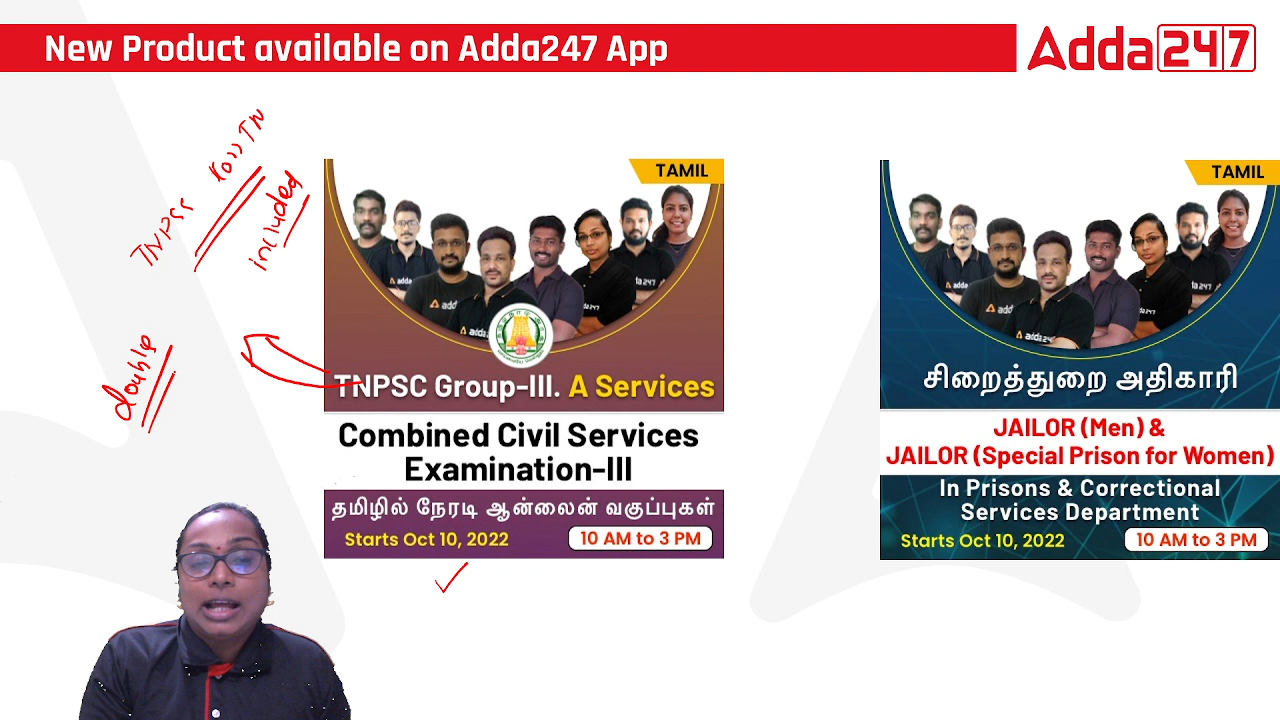 New Product available on Adda247 App
Adda247
included
double
TAMIL
TNPSC Group-III. A Services
Combined Civil Services
Examination-III
தமிழில் நேரடி ஆன்லைன் வகுப்புகள்
Starts Oct 10, 2022
10 AM to 3 PM
TAMIL
சிறைத்துறை அதிகாரி
JAILOR (Men) &
JAILOR (Special Prison for Women)
In Prisons & Correctional
Services Department
Starts Oct 10, 2022
10 AM to 3 PM